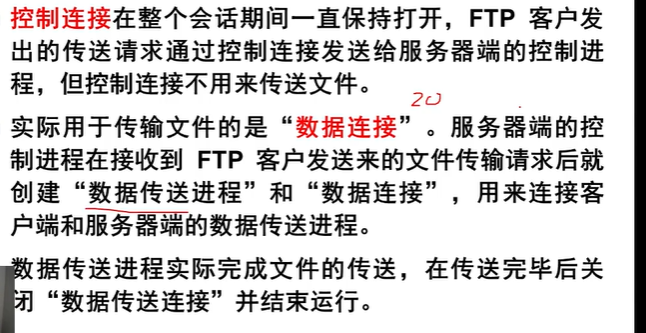 控制连接在整个会话期间一直保持打开，FTP 客户发
出的传送请求通过控制连接发送给服务器端的控制进
程，但控制连接不用来传送文件。
20
实际用于传输文件的是“数据连接”。服务器端的控
制进程在接收到 FTP 客户发送来的文件传输请求后就
创建“数据传送进程”和“数据连接”，用来连接客
户端和服务器端的数据传送进程。
数据传送进程实际完成文件的传送，在传送完毕后关
闭“数据传送连接”并结束运行。